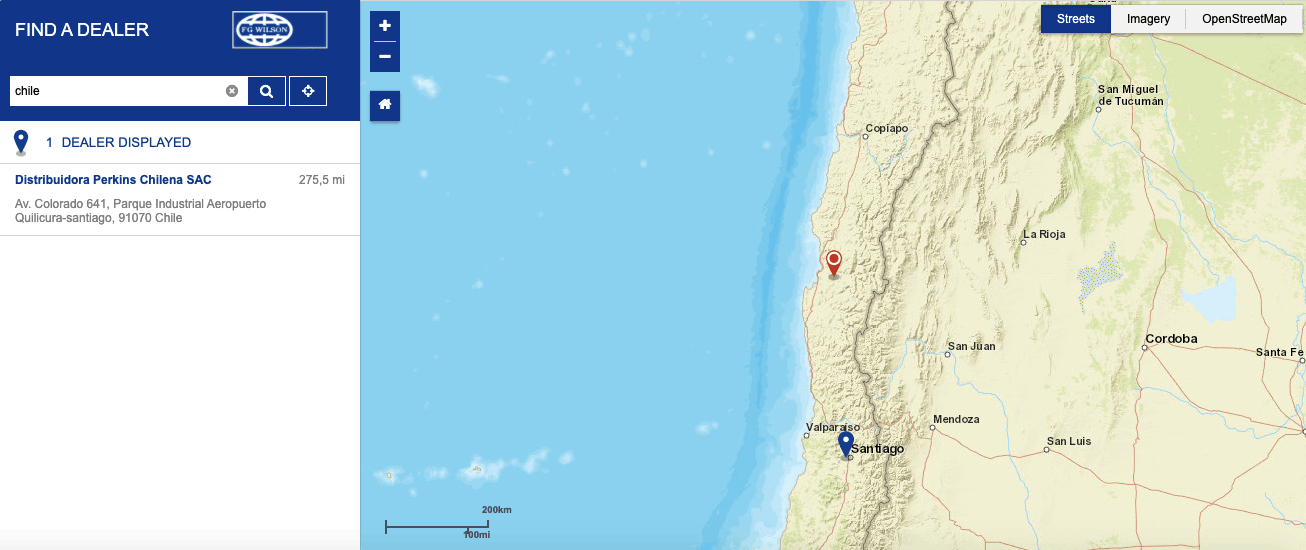 FIND A DEALER
FG WILSON
chile
1 DEALER DISPLAYED
Distribuidora Perkins Chilena SAC
275,5 mi
Av. Colorado 641, Parque Industrial Aeropuerto
Quilicura-santiago, 91070 Chile
+
−
Streets
Imagery
OpenStreetMap
San Miguel
de Tucumán
Copiapo
La Rioja
San Juan
Cordoba
Santa Fe
Valparaíso
Mendoza
Santiago
San Luis
200km
100mi